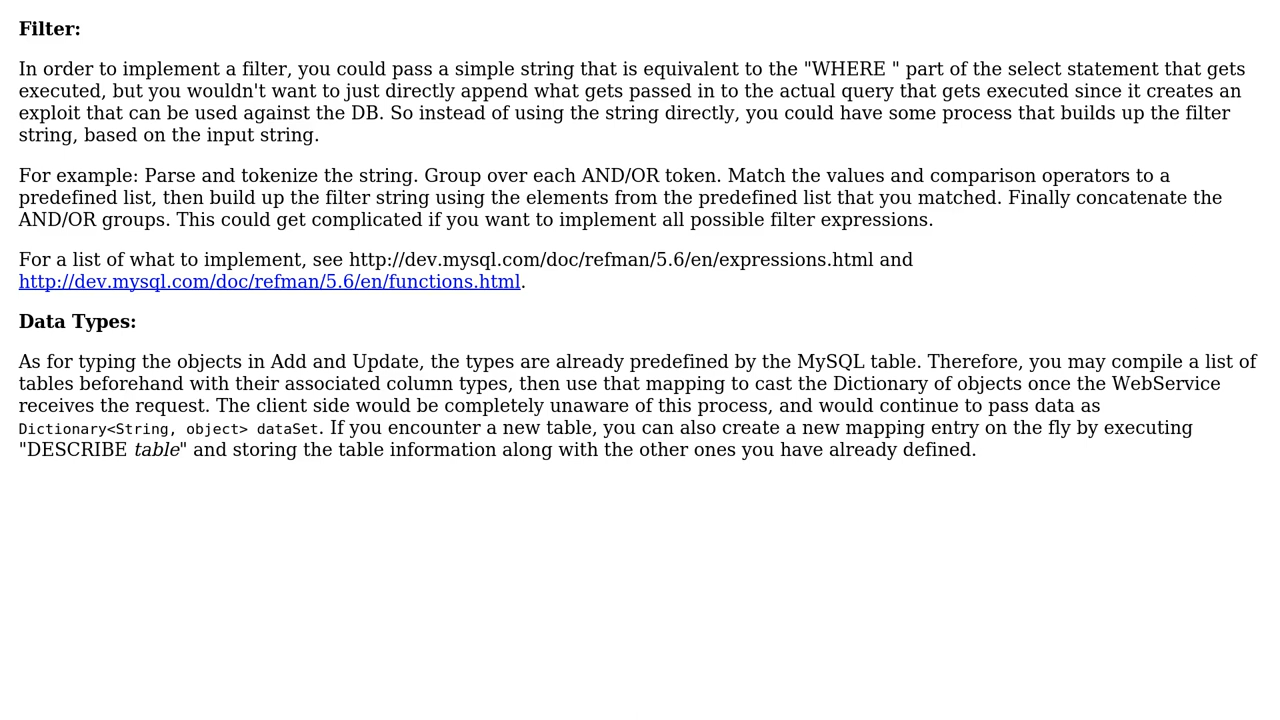 Filter:
In order to implement a filter, you could pass a simple string that is equivalent to the "WHERE " part of the select statement that gets
executed, but you wouldn't want to just directly append what gets passed in to the actual query that gets executed since it creates an
exploit that can be used against the DB. So instead of using the string directly, you could have some process that builds up the filter
string, based on the input string.
For example: Parse and tokenize the string. Group over each AND/OR token. Match the values and comparison operators to a
predefined list, then build up the filter string using the elements from the predefined list that you matched. Finally concatenate the
AND/OR groups. This could get complicated if you want to implement all possible filter expressions.
For a list of what to implement, see http://dev.mysql.com/doc/refman/5.6/en/expressions.html and
http://dev.mysql.com/doc/refman/5.6/en/functions.html.
Data Types:
As for typing the objects in Add and Update, the types are already predefined by the MySQL table. Therefore, you may compile a list of
tables beforehand with their associated column types, then use that mapping to cast the Dictionary of objects once the WebService
receives the request. The client side would be completely unaware of this process, and would continue to pass data as
Dictionary<String, object> dataSet. If you encounter a new table, you can also create a new mapping entry on the fly by executing
"DESCRIBE table" and storing the table information along with the other ones you have already defined.